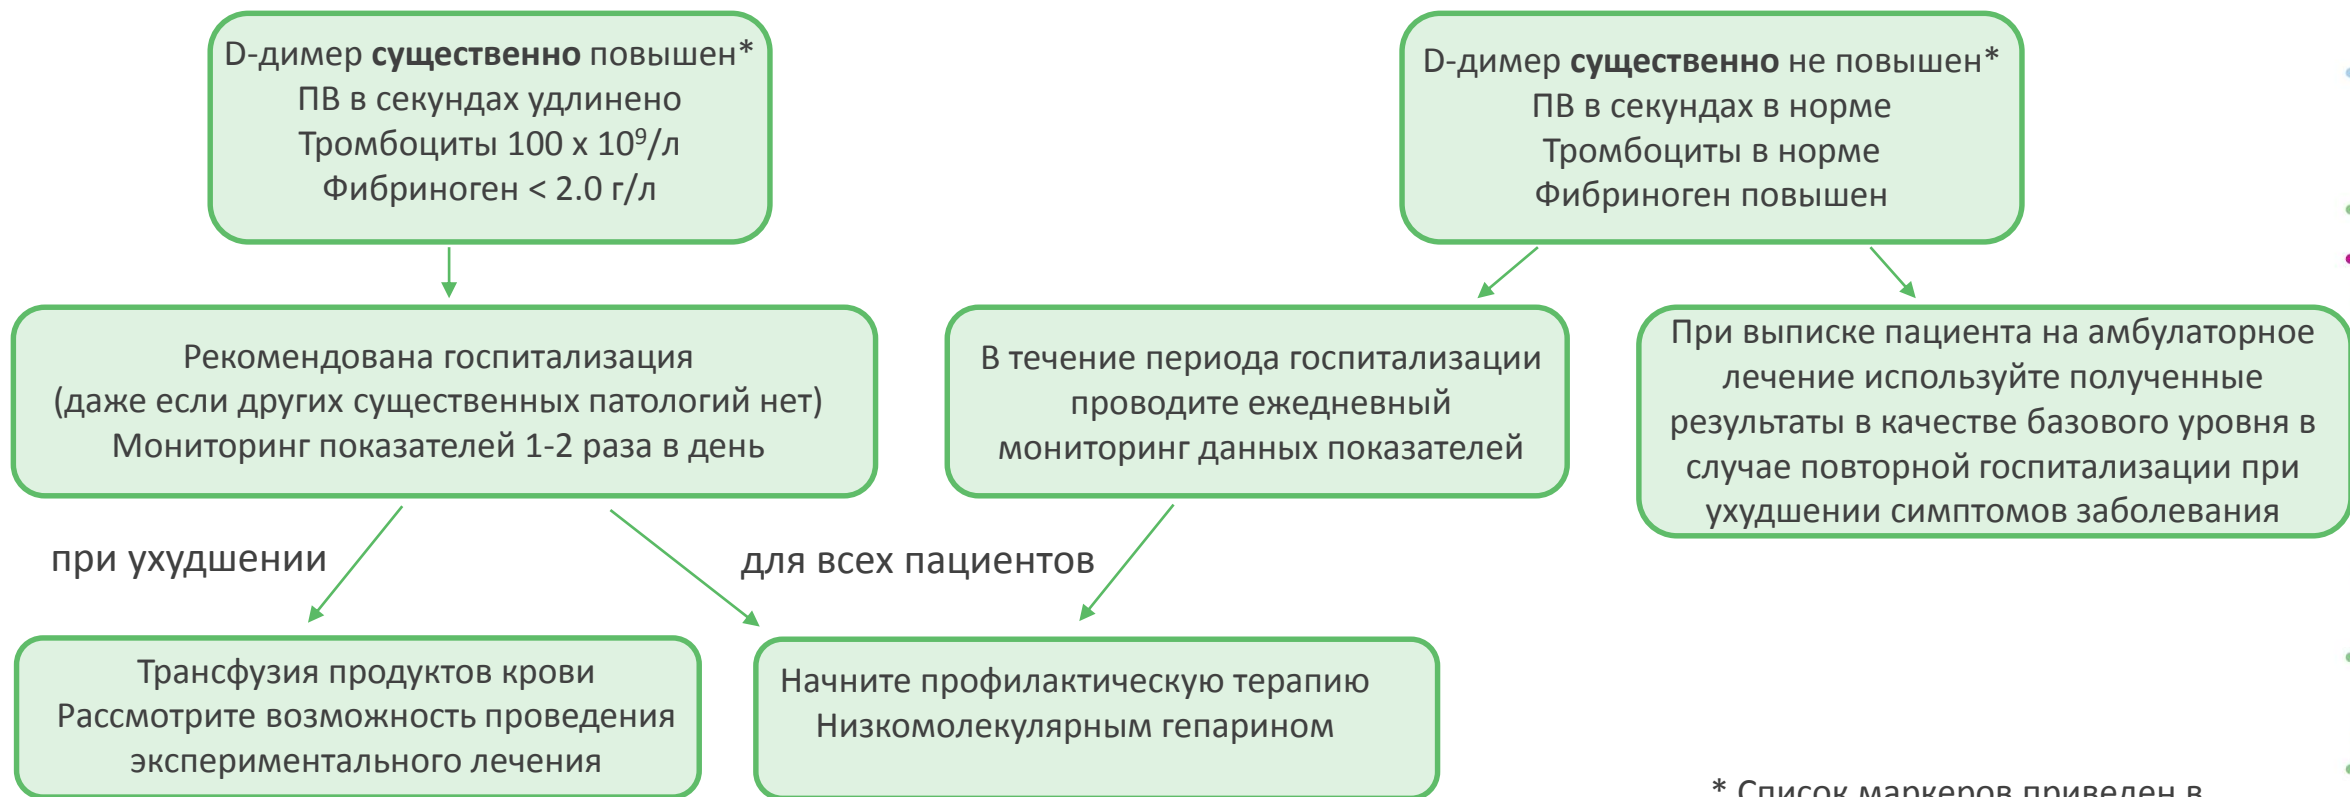 D-димер существенно повышен*
ПВ в секундах удлинено
Тромбоциты 100 x 10⁹/л
Фибриноген < 2.0 г/л
D-димер существенно не повышен*
ПВ в секундах в норме
Тромбоциты в норме
Фибриноген повышен
Рекомендована госпитализация
(даже если других существенных патологий нет)
Мониторинг показателей 1-2 раза в день
В течение периода госпитализации
проводите ежедневный
мониторинг данных показателей
При выписке пациента на амбулаторное
лечение используйте полученные
результаты в качестве базового уровня в
случае повторной госпитализации при
ухудшении симптомов заболевания
при ухудшении
для всех пациентов
Трансфузия продуктов крови
Рассмотрите возможность проведения
экспериментального лечения
Начните профилактическую терапию
Низкомолекулярным гепарином
* Список маркеров приведен в